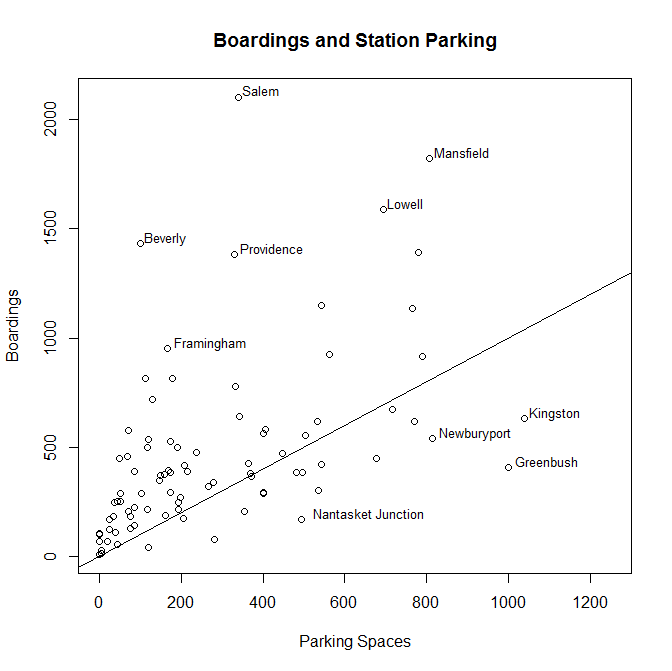 Boardings and Station Parking
Salem
Mansfield
Lowell
Beverly
Providence
Framingham
Kingston
Newburyport
Greenbush
Nantasket Junction
Boardings
2000
1500
1000
500
0
0 200 400 600 800 1000 1200
Parking Spaces